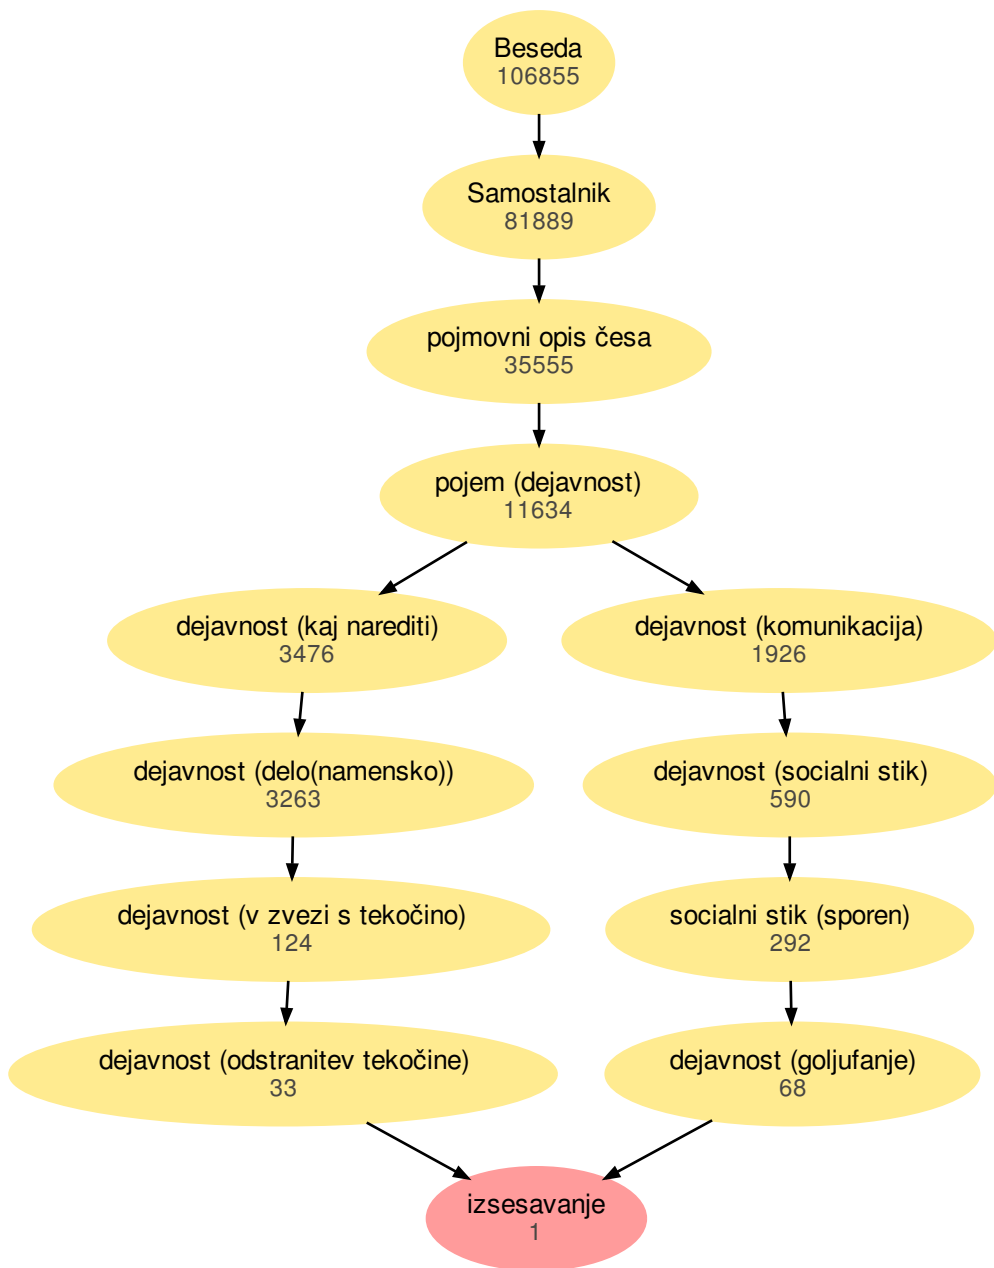 Beseda
106855
Samostalnik
81889
pojmovni opis česa
35555
pojem (dejavnost)
11634
dejavnost (kaj narediti)
3476
dejavnost (komunikacija)
1926
dejavnost (delo(namensko))
3263
dejavnost (socialni stik)
590
dejavnost (v zvezi s tekočino)
124
socialni stik (sporen)
292
dejavnost (odstranitev tekočine)
33
dejavnost (goljufanje)
68
izsesavanje
1